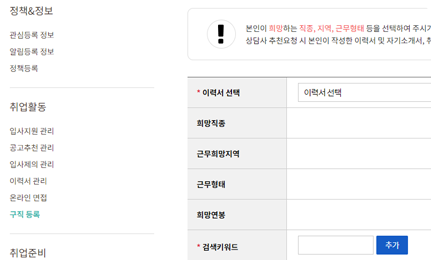 정책&정보
관심등록 정보
알림등록 정보
정책등록
취업활동
입사지원 관리
공고추천 관리
입사제의 관리
이력서 관리
온라인 면접
구직 등록
취업준비
본인이 희망하는 직종, 지역, 근무형태 등을 선택하여 주시기
상담사 추천요청 시 본인이 작성한 이력서 및 자기소개서,
* 이력서 선택
이력서 선택
희망직종
근무희망지역
근무형태
희망연봉
* 검색키워드
추가